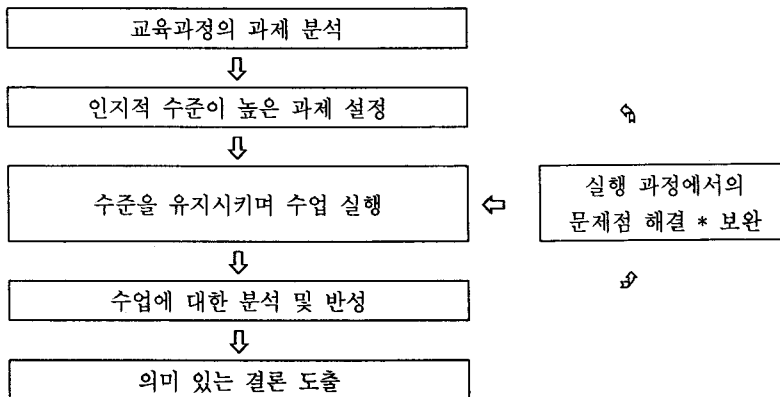 교육과정의 과제 분석
인지적 수준이 높은 과제 설정
수준을 유지시키며 수업 실행
실행 과정에서의
문제점 해결 * 보완
수업에 대한 분석 및 반성
의미 있는 결론 도출